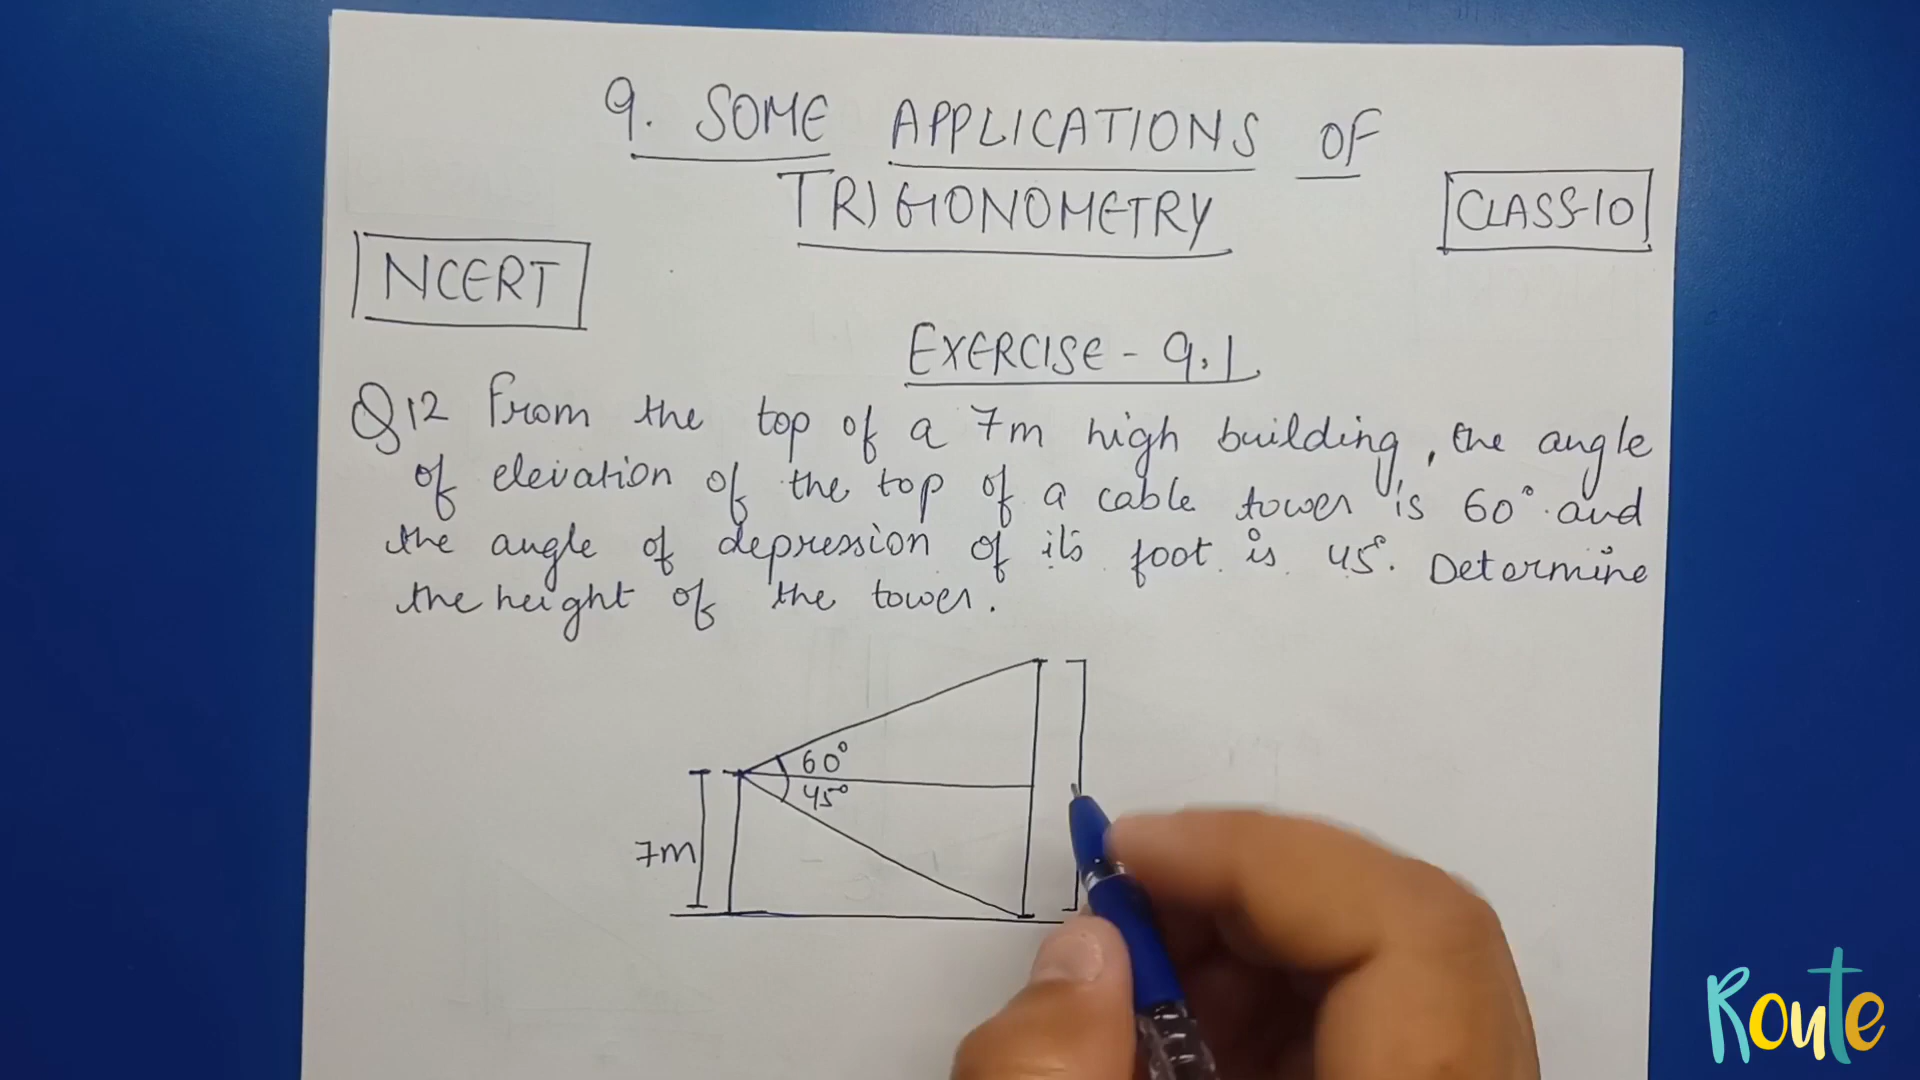 9. SOME APPLICATIONS OF
TRIGONOMETRY
CLASS-10
NCERT
EXERCISE - 9.1
Q12 From the top of a 7m high building, the angle
of elevation of the top of a cable tower is 60° and
the angle of depression of its foot is 45°. Determine
the height of the tower.
60°
45°
7m
Route